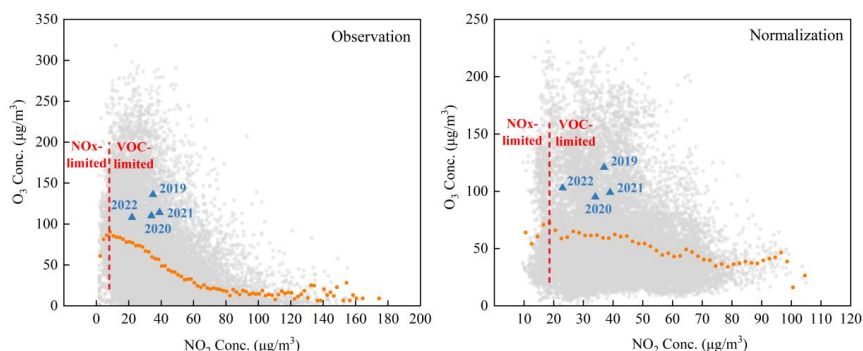 Observation
O₃ Conc. (μg/m³)
350
300
250
200
150
100
50
0
NOx-
limited
VOC-
limited
2019
2022
2021
2020
0 20 40 60 80 100 120 140 160 180 200
NO₂ Conc. (μg/m³)
Normalization
O₃ Conc. (μg/m³)
250
200
150
100
50
0
NOx-
limited
VOC-
limited
2019
2022
2021
2020
0 10 20 30 40 50 60 70 80 90 100 110 120
NO₂ Conc. (μg/m³)